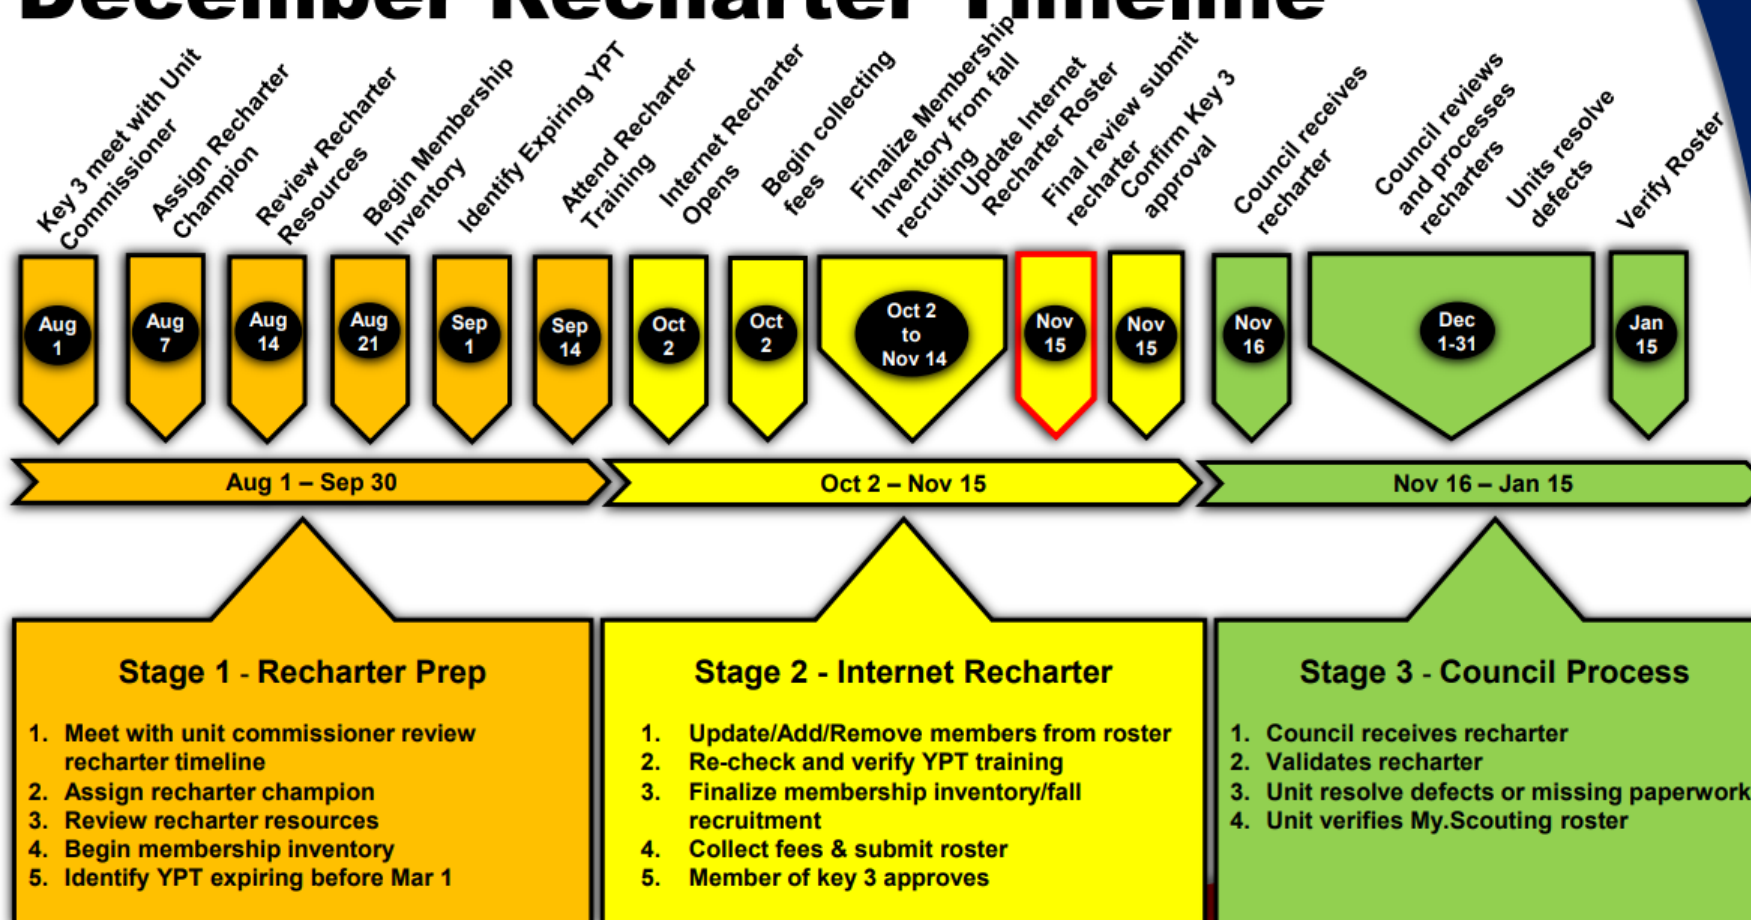 December Recharter Timeline
Key 3 meet with Unit
Commissioner
Assign Recharter
Champion
Review Recharter
Resources
Begin Membership
Inventory
Identify Expiring YPT
Attend Recharter
Training
Internet Recharter
Opens
Begin collecting
fees
Finalize Membership
Inventory from fall
recruiting
Update Internet
Recharter Roster
Final review submit
recharter
Confirm Key 3
approval
Council receives
recharter
Council reviews
and processes
recharters
Units resolve
defects
Verify Roster
Aug
1
Aug
7
Aug
14
Aug
21
Sep
1
Sep
14
Oct
2
Oct
2
Oct 2
to
Nov 14
Nov
15
Nov
15
Nov
16
Dec
1-31
Jan
15
Aug 1 – Sep 30
Oct 2 – Nov 15
Nov 16 – Jan 15
Stage 1 - Recharter Prep
1. Meet with unit commissioner review
recharter timeline
2. Assign recharter champion
3. Review recharter resources
4. Begin membership inventory
5. Identify YPT expiring before Mar 1
Stage 2 - Internet Recharter
1. Update/Add/Remove members from roster
2. Re-check and verify YPT training
3. Finalize membership inventory/fall
recruitment
4. Collect fees & submit roster
5. Member of key 3 approves
Stage 3 - Council Process
1. Council receives recharter
2. Validates recharter
3. Unit resolve defects or missing paperwork
4. Unit verifies My.Scouting roster